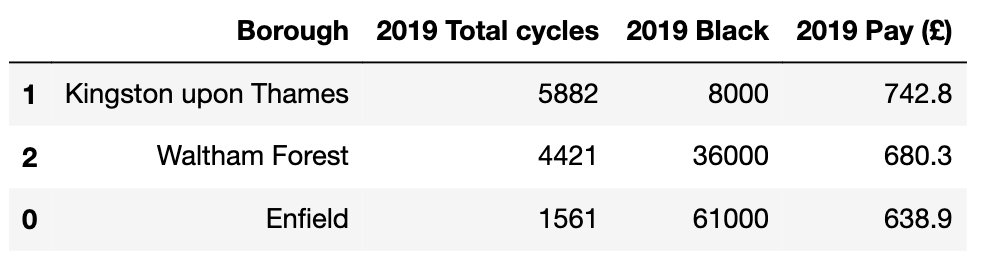 Borough 2019 Total cycles 2019 Black 2019 Pay (£)
1 Kingston upon Thames 5882 8000 742.8
2 Waltham Forest 4421 36000 680.3
0 Enfield 1561 61000 638.9